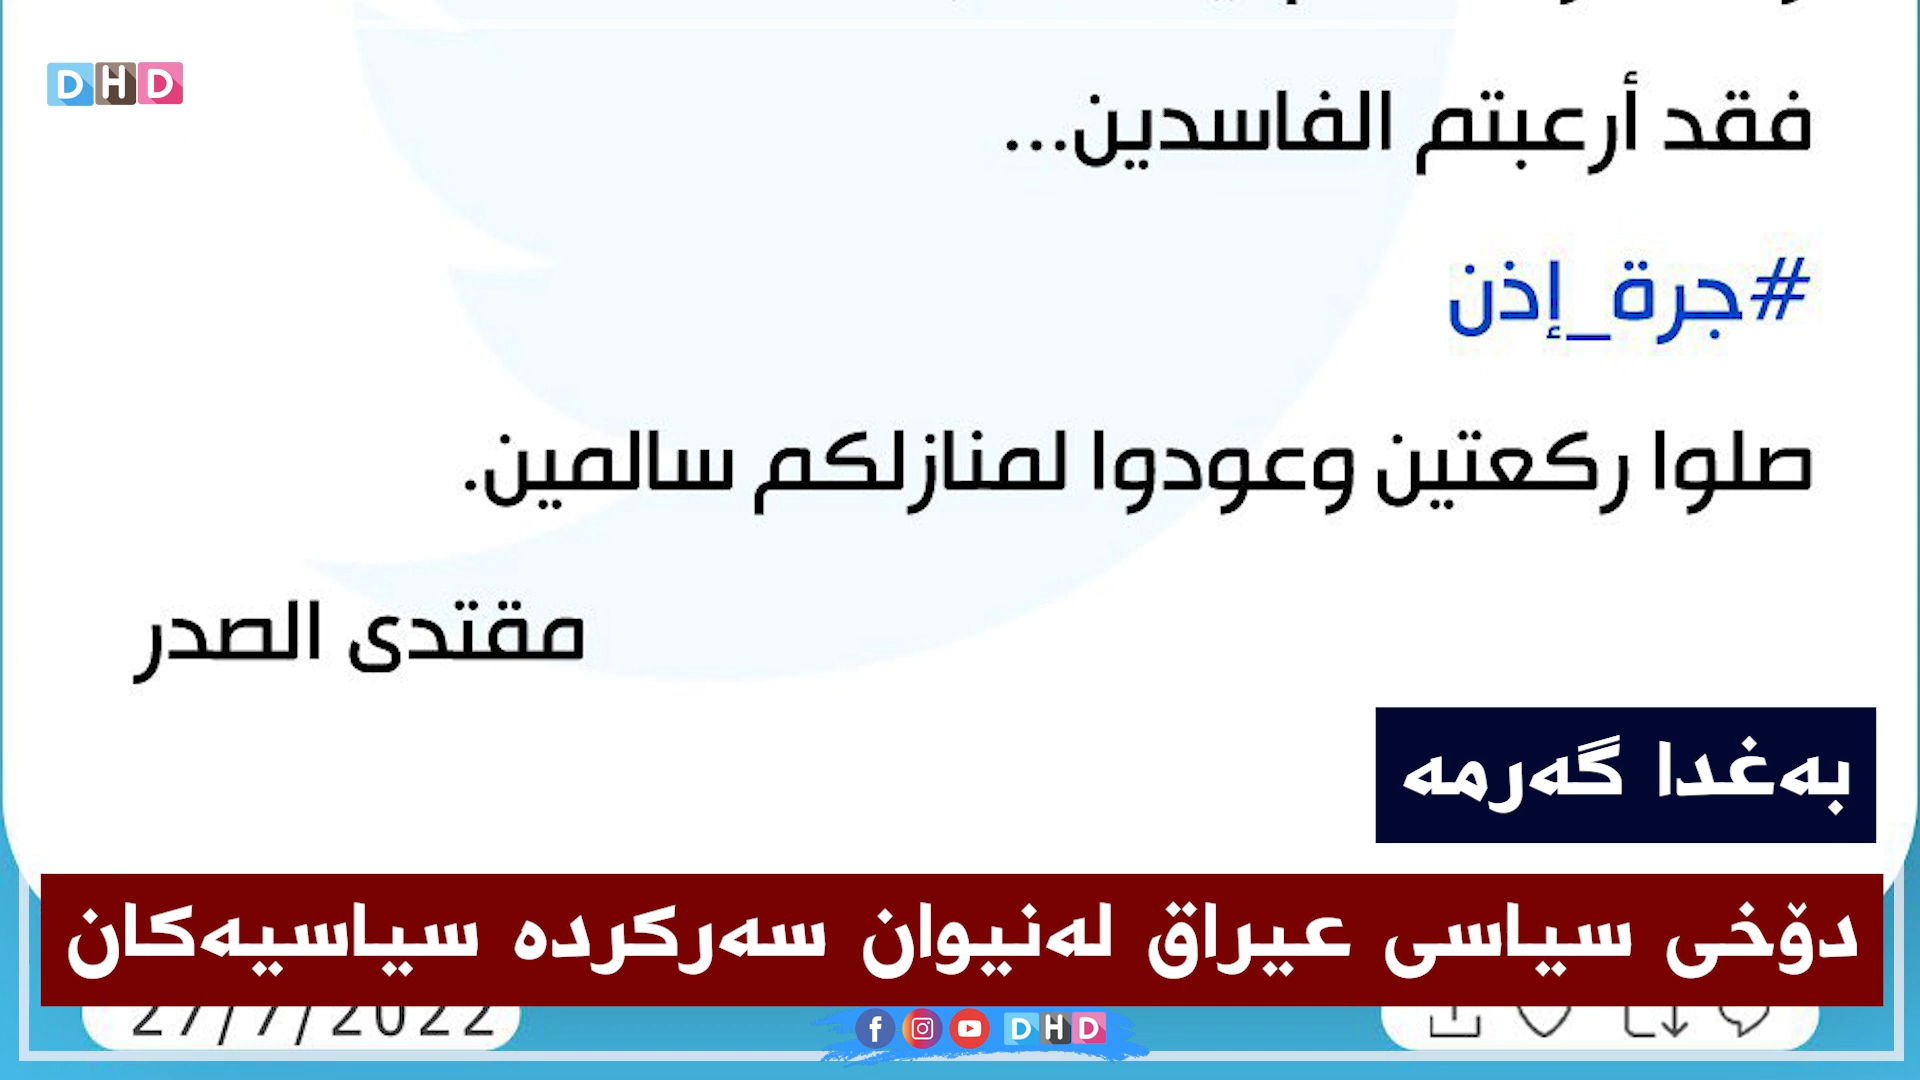 DHD
فقد أرعبتم الفاسدين...
#جرة_إذن
صلوا ركعتين وعودوا لمنازلكم سالمين.
مقتدى الصدر
بەغدا گەرمە
دۆخی سیاسی عیراق لەنیوان سەرکردە سیاسیەکان
27/7/2022
DHD